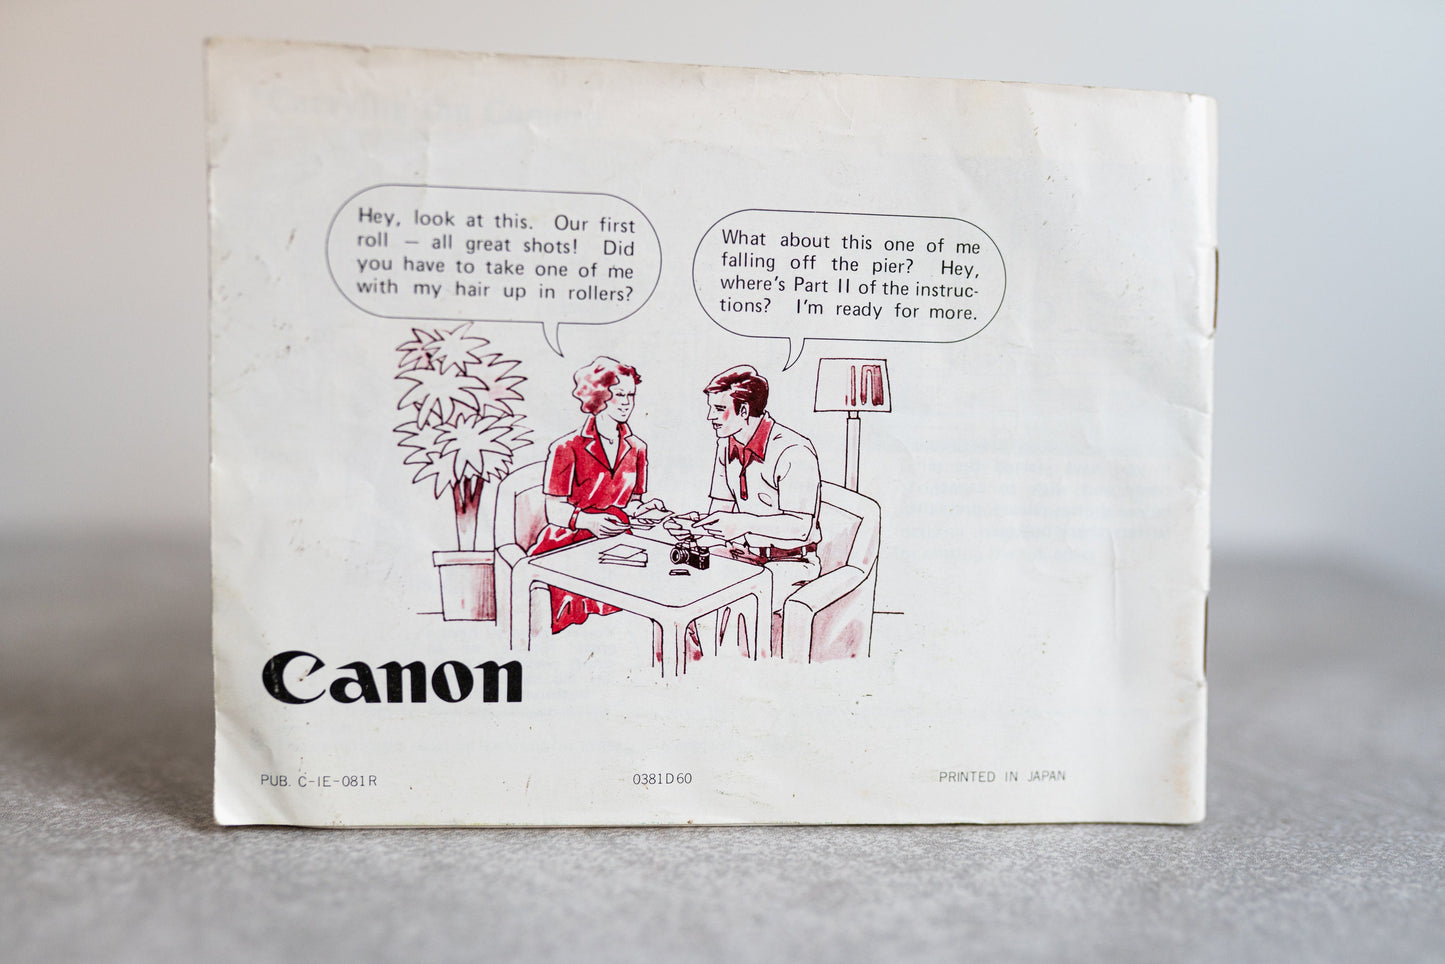 Hey, look at this. Our first
roll — all great shots! Did
you have to take one of me
with my hair up in rollers?
What about this one of me
falling off the pier? Hey,
where's Part II of the instruc-
tions? I'm ready for more.
Canon
PUB. C-IE-081R
0381D60
PRINTED IN JAPAN